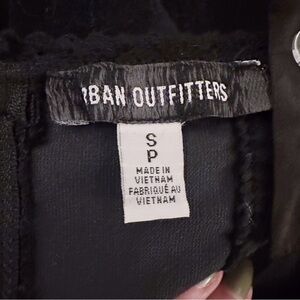 RBAN OUTFITTERS
S
P
MADE IN
VIETNAM
FABRIQUÉ AU
VIETNAM